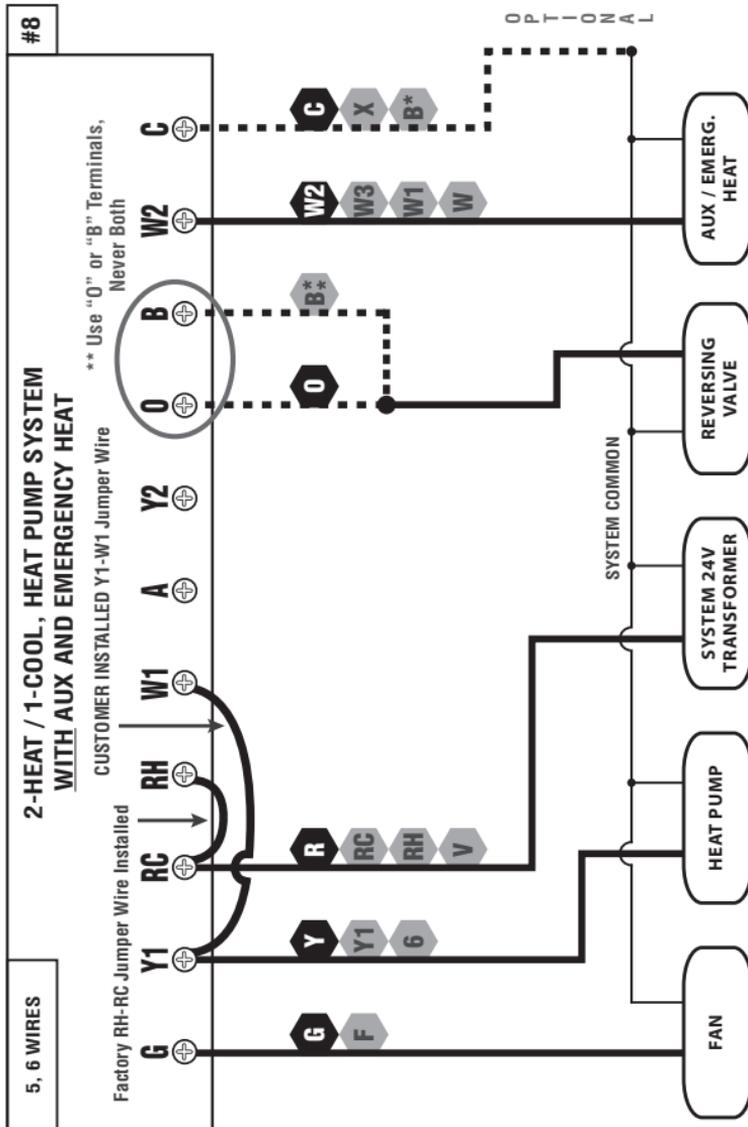 5, 6 WIRES
#8
2-HEAT / 1-COOL, HEAT PUMP SYSTEM
WITH AUX AND EMERGENCY HEAT
Factory RH-RC Jumper Wire Installed
CUSTOMER INSTALLED Y1-W1 Jumper Wire
** Use "O" or "B" Terminals,
Never Both
G Y1 RC RH W1 A Y2 O B W2 C
G Y R O B** W2 C
F Y1 RC W3 X
6 RH W1 B*
V W
OPTIONAL
SYSTEM COMMON
FAN
HEAT PUMP
SYSTEM 24V
TRANSFORMER
REVERSING
VALVE
AUX / EMERG.
HEAT